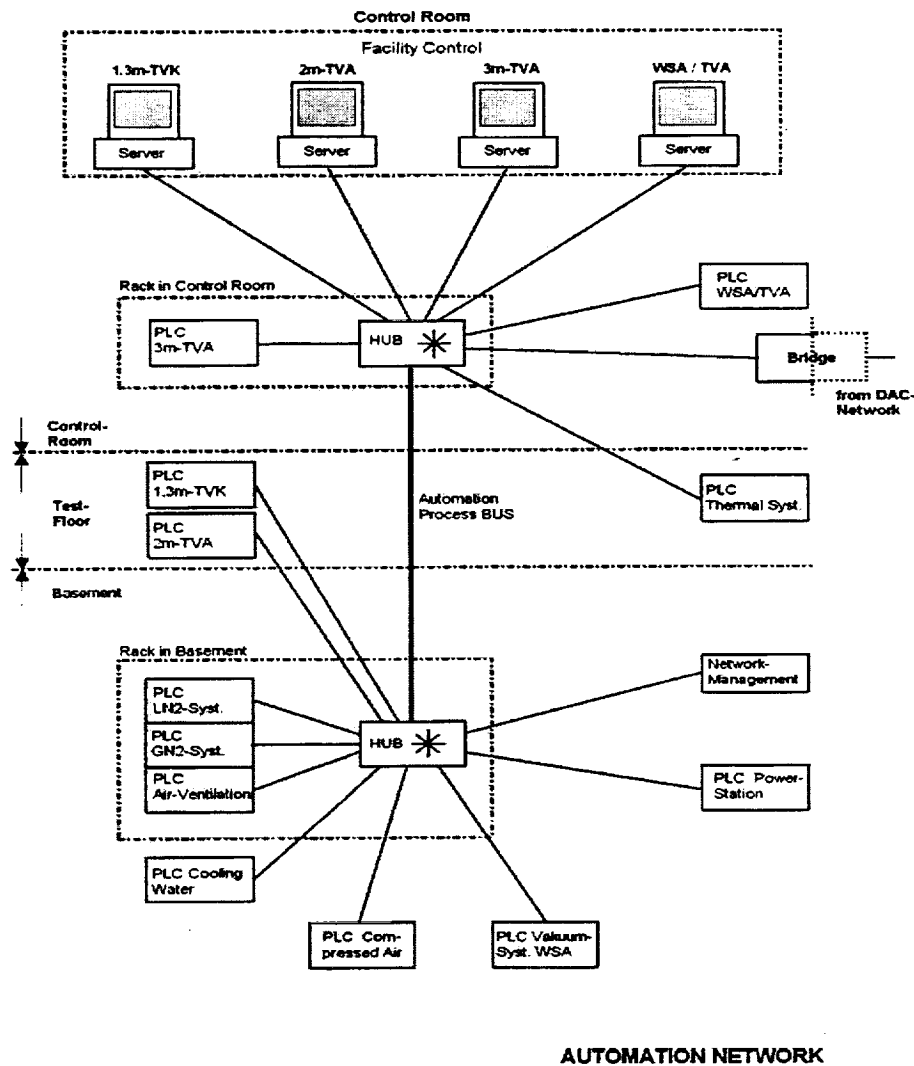 Control Room
Facility Control
1.3m-TVK
2m-TVA
3m-TVA
WSA / TVA
Server
Server
Server
Server
Rack in Control Room
PLC
3m-TVA
HUB
PLC
WSA/TVA
Bridge
from DAC-
Network
Control-
Room
Test-
Floor
PLC
1.3m-TVK
PLC
2m-TVA
Automation
Process BUS
PLC
Thermal Syst.
Basement
Rack in Basement
PLC
LN2-Syst.
PLC
GN2-Syst.
PLC
Air-Ventilation
HUB
Network-
Management
PLC Power-
Station
PLC Cooling
Water
PLC Com-
pressed Air
PLC Vakuum-
Syst. WSA
AUTOMATION NETWORK